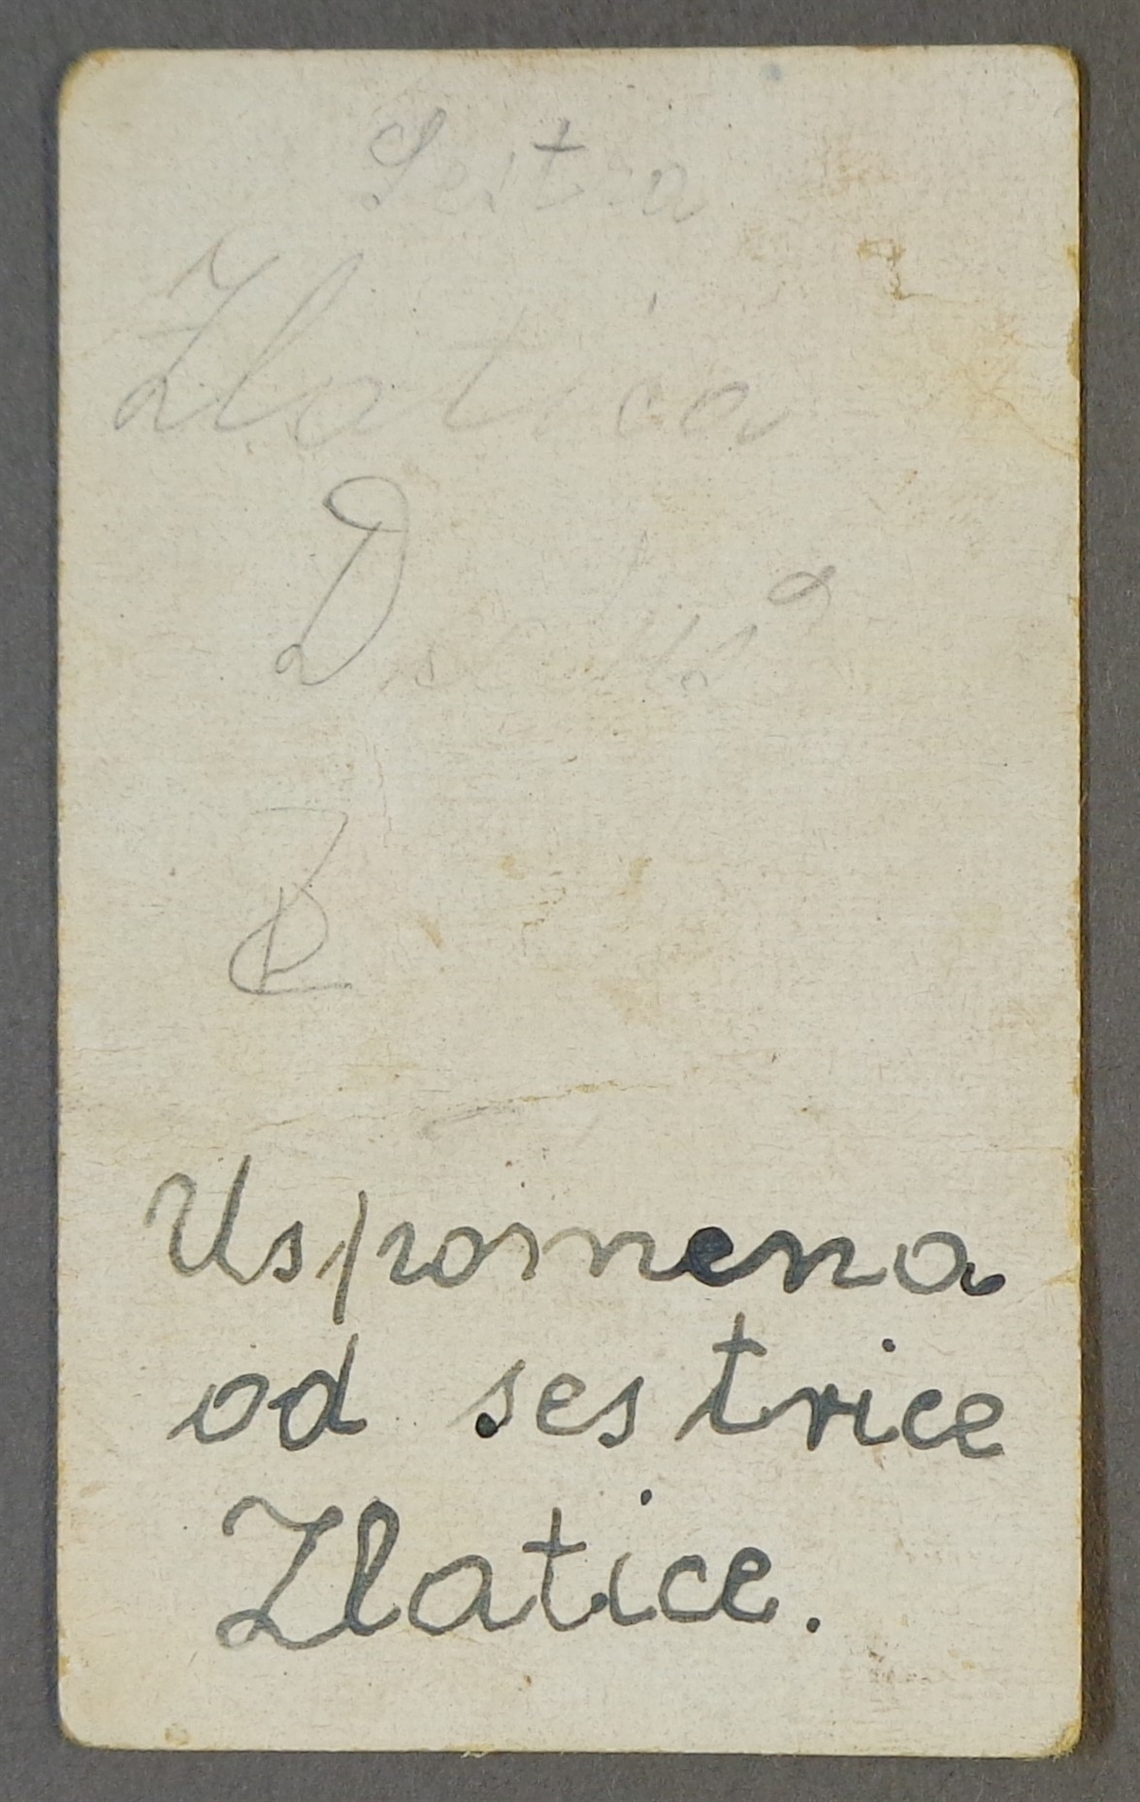 Sestra
Zlatica
Uspomena
od sestrice
Zlatice.